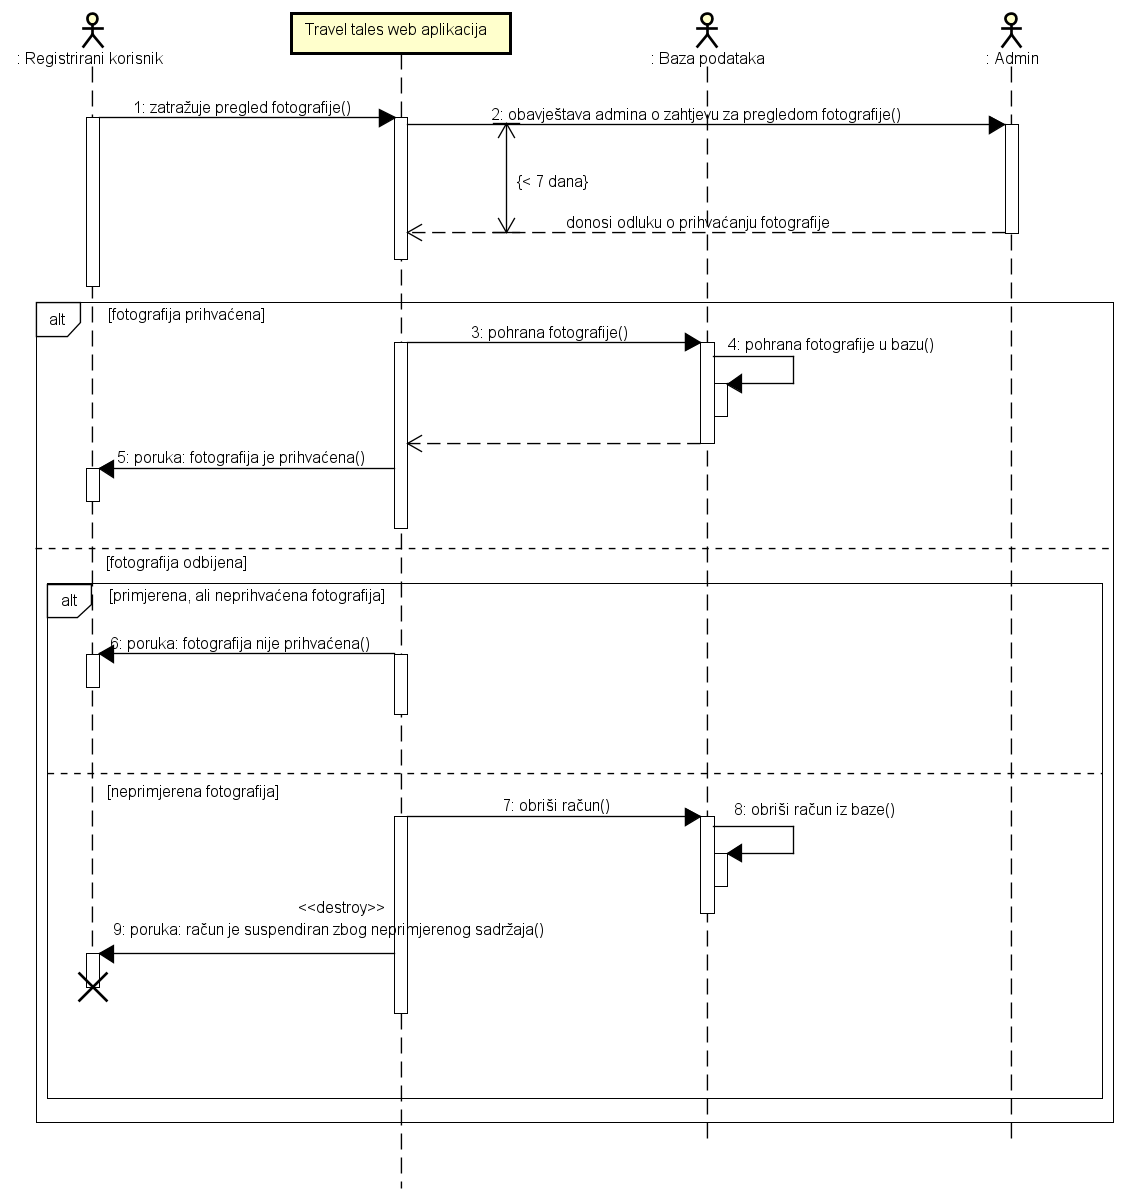 Travel tales web aplikacija
: Registrirani korisnik
: Baza podataka
: Admin
1: zatražuje pregled fotografije()
2: obavještava admina o zahtjevu za pregledom fotografije()
{< 7 dana}
donosi odluku o prihvaćanju fotografije
alt
[fotografija prihvaćena]
3: pohrana fotografije()
4: pohrana fotografije u bazu()
5: poruka: fotografija je prihvaćena()
[fotografija odbijena]
alt
[primjerena, ali neprihvaćena fotografija]
6: poruka: fotografija nije prihvaćena()
[neprimjerena fotografija]
7: obriši račun()
8: obriši račun iz baze()
<<destroy>>
9: poruka: račun je suspendiran zbog neprimjerenog sadržaja()